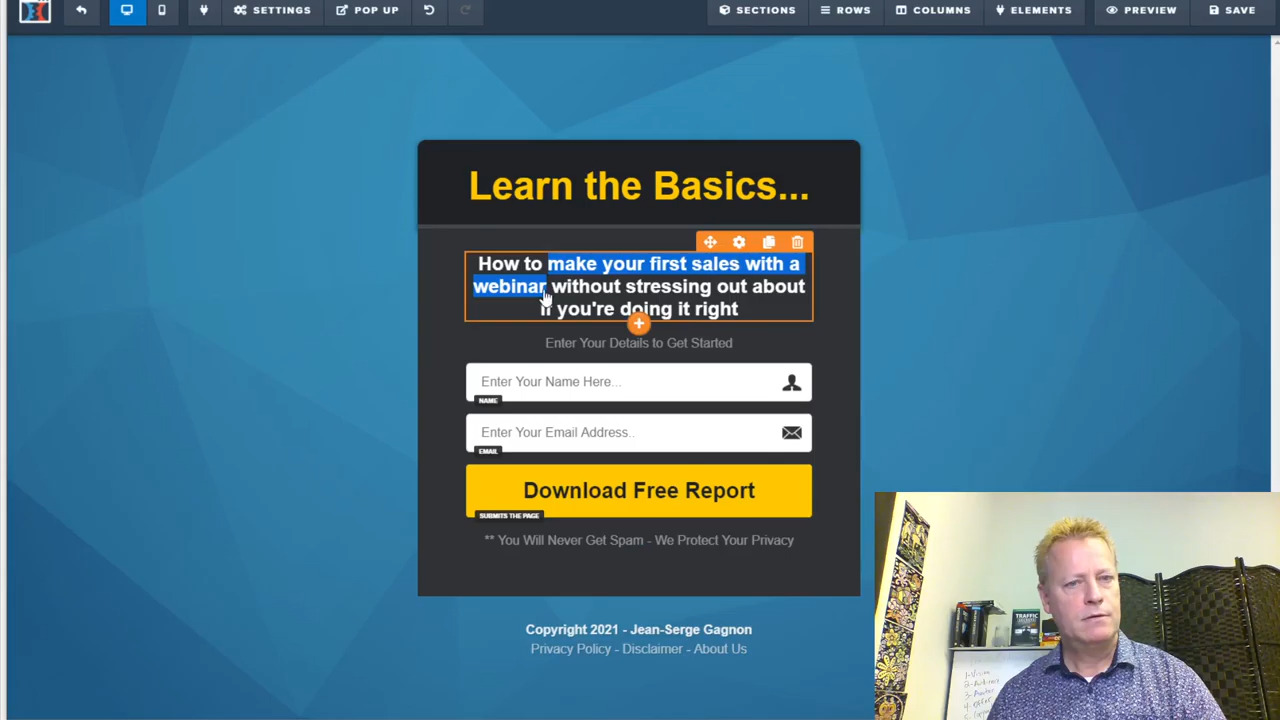 SETTINGS
POP UP
SECTIONS
ROWS
COLUMNS
ELEMENTS
PREVIEW
SAVE
Learn the Basics...
How to make your first sales with a
webinar without stressing out about
if you're doing it right
Enter Your Details to Get Started
Enter Your Name Here...
NAME
Enter Your Email Address..
EMAIL
Download Free Report
SUBMITS THE PAGE
** You Will Never Get Spam - We Protect Your Privacy
Copyright 2021 - Jean-Serge Gagnon
Privacy Policy - Disclaimer - About Us
TRAFFIC